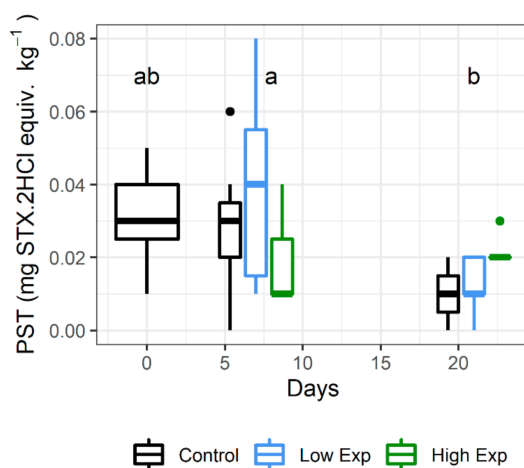 PST (mg STX.2HCl equiv. kg⁻¹)
0.08
0.06
0.04
0.02
0.00
ab
a
b
0 5 10 15 20
Days
Control Low Exp High Exp